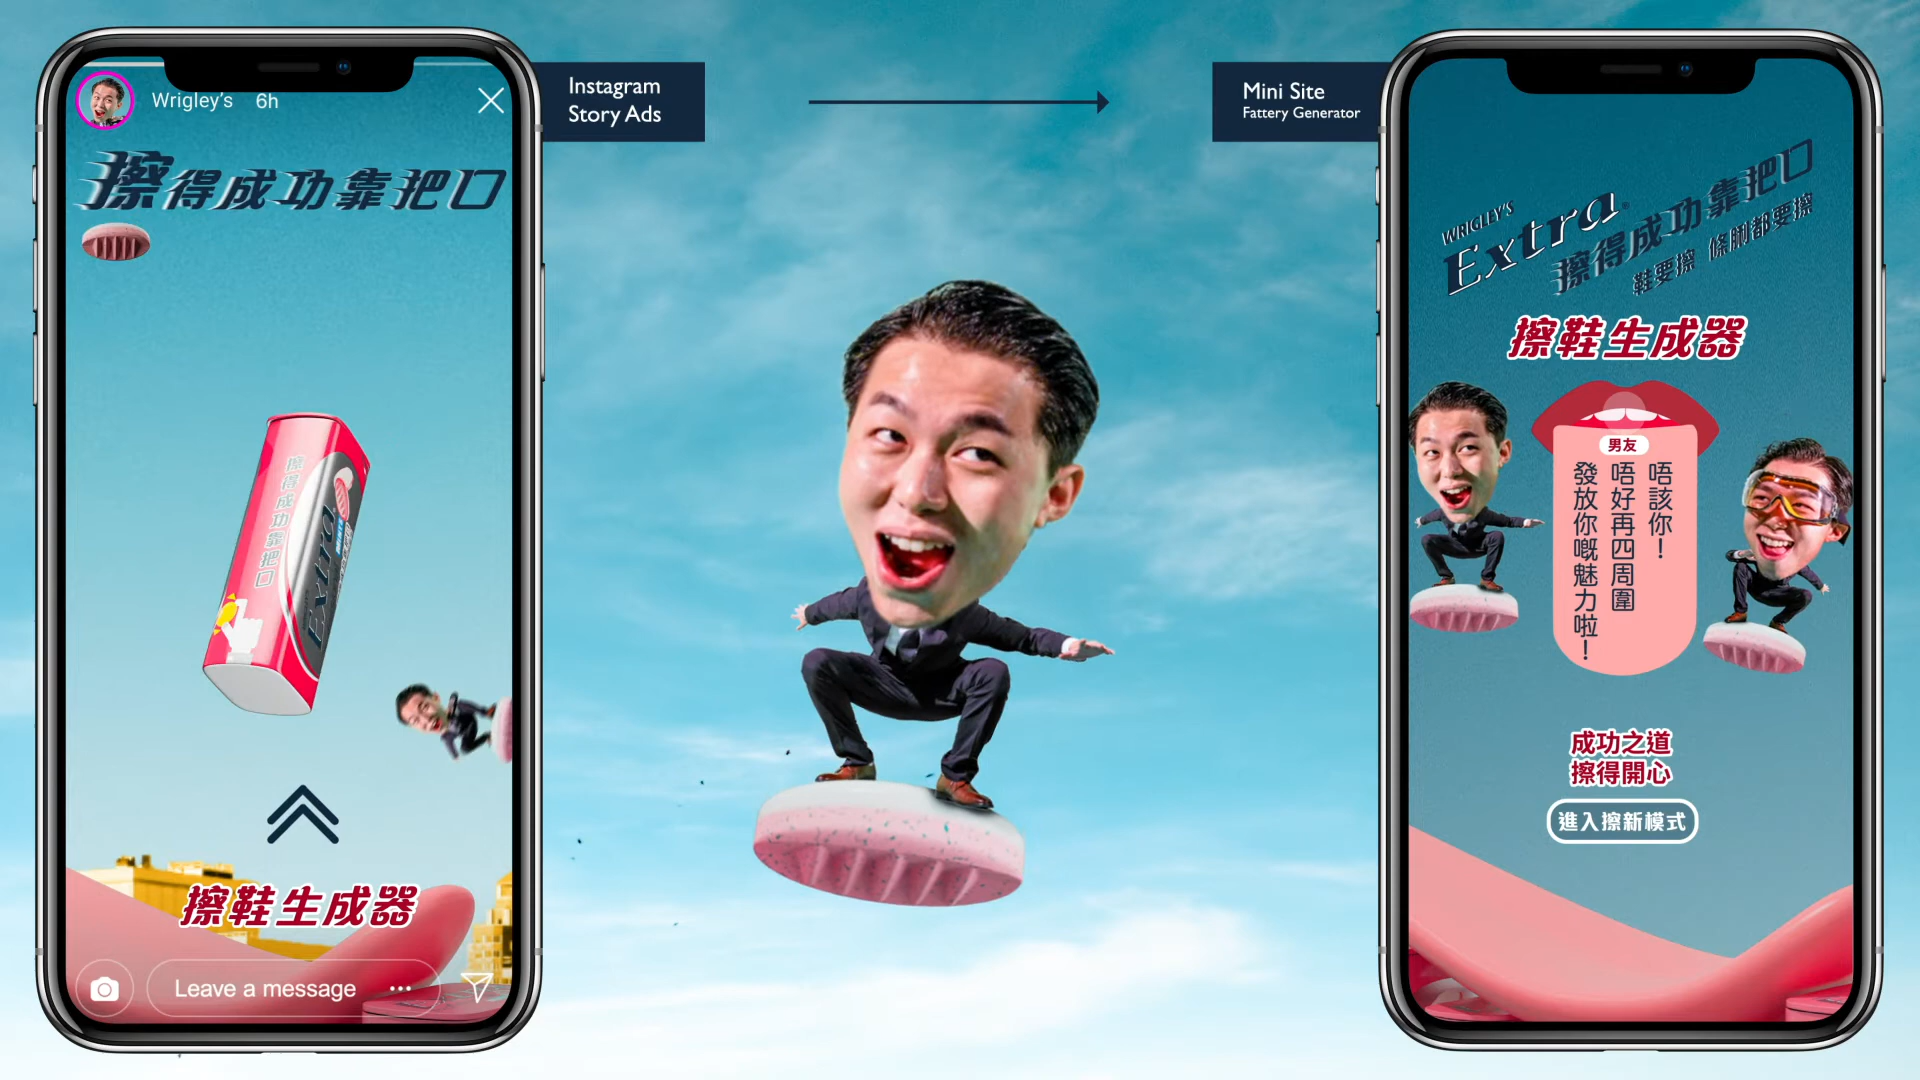 Wrigley's 6h
擦得成功靠把口
擦得成功靠把口
Extra
擦鞋生成器
Leave a message
Instagram
Story Ads
Mini Site
Fattery Generator
WRIGLEY'S
Extra
擦得成功靠把口
鞋要擦 條脷都要擦
擦鞋生成器
男友
唔該你！
唔好再四周圍
發放你嘅魅力啦！
成功之道
擦得開心
進入擦新模式